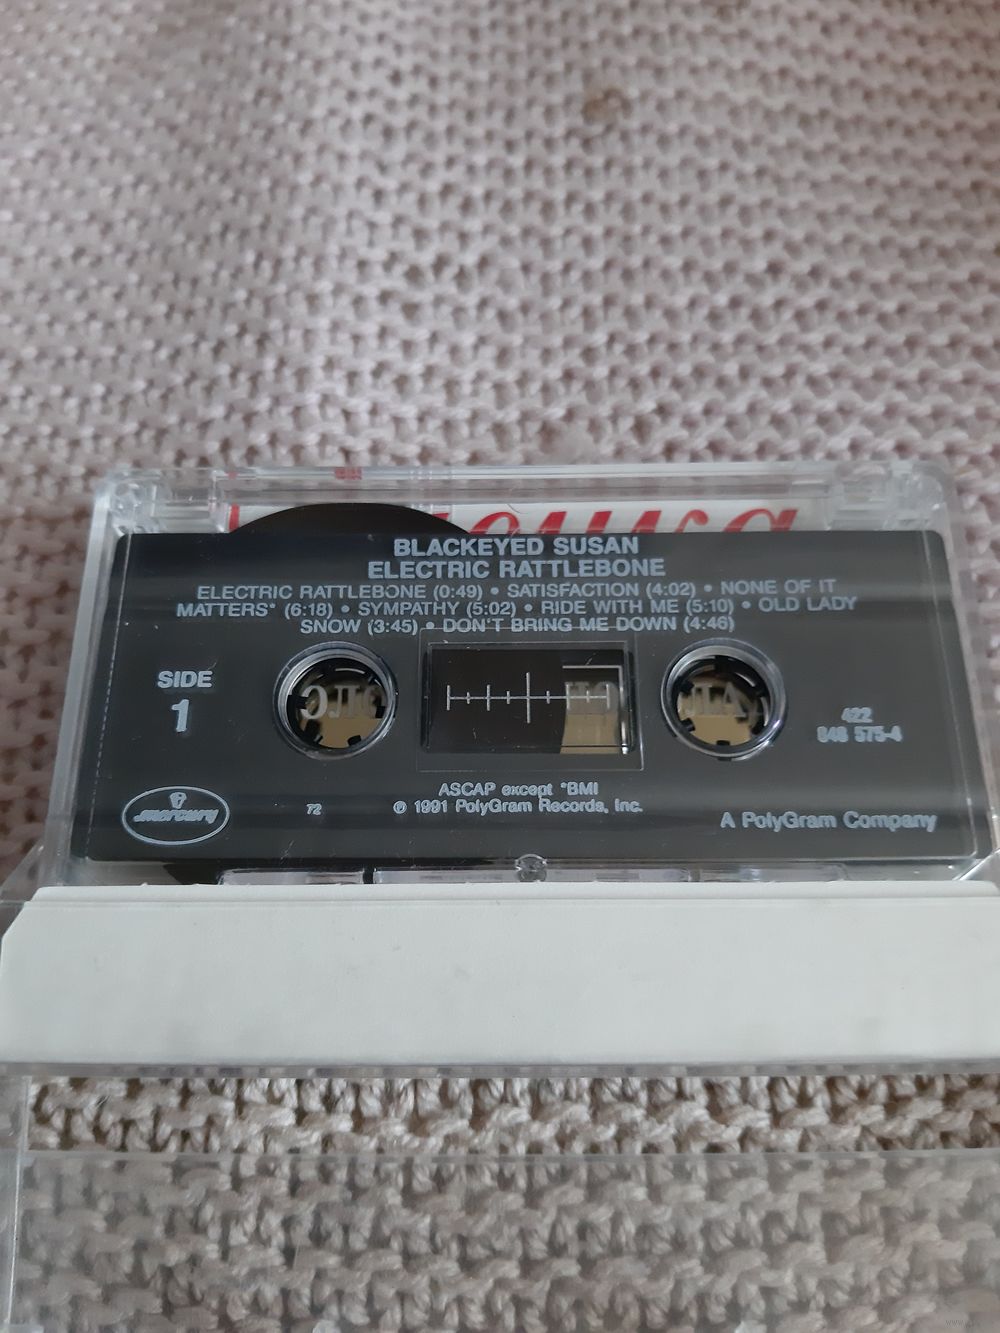 BLACKEYED SUSAN
ELECTRIC RATTLEBONE
ELECTRIC RATTLEBONE (0:49) • SATISFACTION (4:02) • NONE OF IT
MATTERS* (6:18) • SYMPATHY (5:02) • RIDE WITH ME (5:10) • OLD LADY
SNOW (3:45) • DON'T BRING ME DOWN (4:46)
SIDE
1
422
848 575-4
mercury
72
ASCAP except *BMI
℗ 1991 PolyGram Records, Inc.
A PolyGram Company